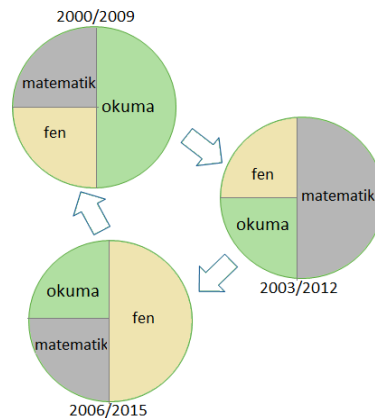 2000/2009
matematik
okuma
fen
fen
matematik
okuma
2003/2012
okuma
fen
matematik
2006/2015